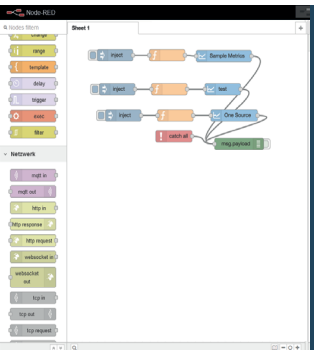 Node-RED
Nodes filtern
Sheet 1
change
range
template
delay
trigger
exec
filter
Netzwerk
mqtt in
mqtt out
http in
http response
http request
websocket in
websocket
out
tcp in
tcp out
tcp request
inject
f
Sample Metrics
inject
f
test
inject
f
One Source
catch all
msg.payload